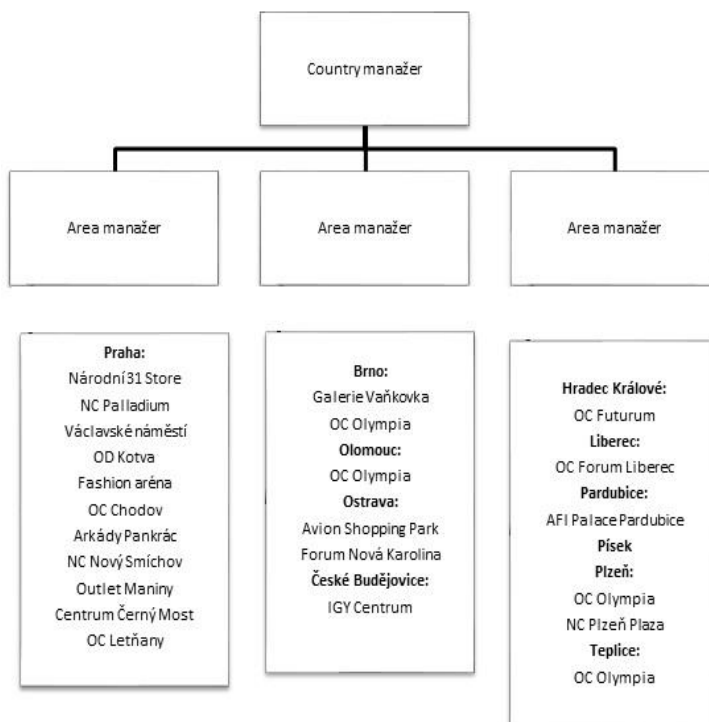 Country manažer
Area manažer
Area manažer
Area manažer
Praha:
Národní 31 Store
NC Palladium
Václavské náměstí
OD Kotva
Fashion aréna
OC Chodov
Arkády Pankrác
NC Nový Smíchov
Outlet Maniny
Centrum Černý Most
OC Letňany
Brno:
Galerie Vaňkovka
OC Olympia
Olomouc:
OC Olympia
Ostrava:
Avion Shopping Park
Forum Nová Karolina
České Budějovice:
IGY Centrum
Hradec Králové:
OC Futurum
Liberec:
OC Forum Liberec
Pardubice:
AFI Palace Pardubice
Písek
Plzeň:
OC Olympia
NC Plzeň Plaza
Teplice:
OC Olympia